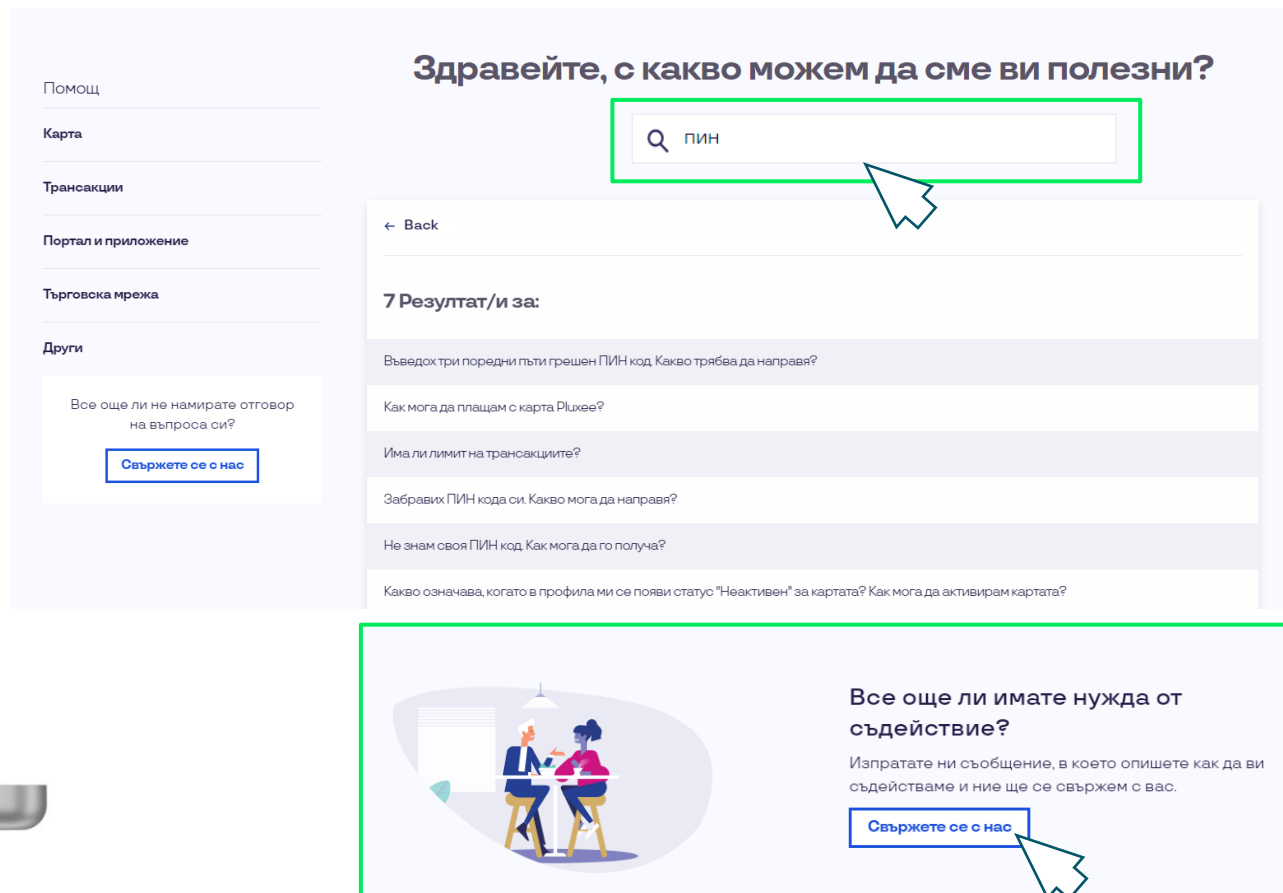 Здравейте, с какво можем да сме ви полезни?
ПИН
Помощ
Карта
Трансакции
Портал и приложение
Търговска мрежа
Други
Все още ли не намирате отговор
на въпроса си?
Свържете се с нас
← Back
7 Резултат/и за:
Въведох три поредни пъти грешен ПИН код. Какво трябва да направя?
Как мога да плащам с карта Pluxee?
Има ли лимит на трансакциите?
Забравих ПИН кода си. Какво мога да направя?
Не знам своя ПИН код. Как мога да го получа?
Какво означава, когато в профила ми се появи статус "Неактивен" за картата? Как мога да активирам картата?
Все още ли имате нужда от
съдействие?
Изпратате ни съобщение, в което опишете как да ви
съдействаме и ние ще се свържем с вас.
Свържете се с нас